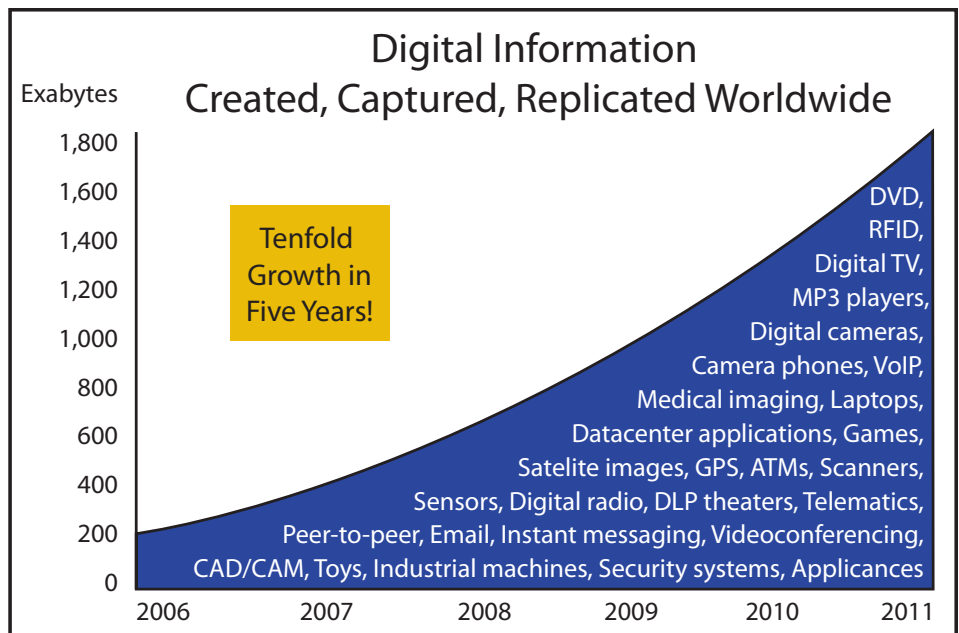 Digital Information
Created, Captured, Replicated Worldwide
Exabytes
1,800
1,600
1,400
1,200
1,000
800
600
400
200
0
Tenfold
Growth in
Five Years!
DVD,
RFID,
Digital TV,
MP3 players,
Digital cameras,
Camera phones, VoIP,
Medical imaging, Laptops,
Datacenter applications, Games,
Satelite images, GPS, ATMs, Scanners,
Sensors, Digital radio, DLP theaters, Telematics,
Peer-to-peer, Email, Instant messaging, Videoconferencing,
CAD/CAM, Toys, Industrial machines, Security systems, Applicances
2006 2007 2008 2009 2010 2011